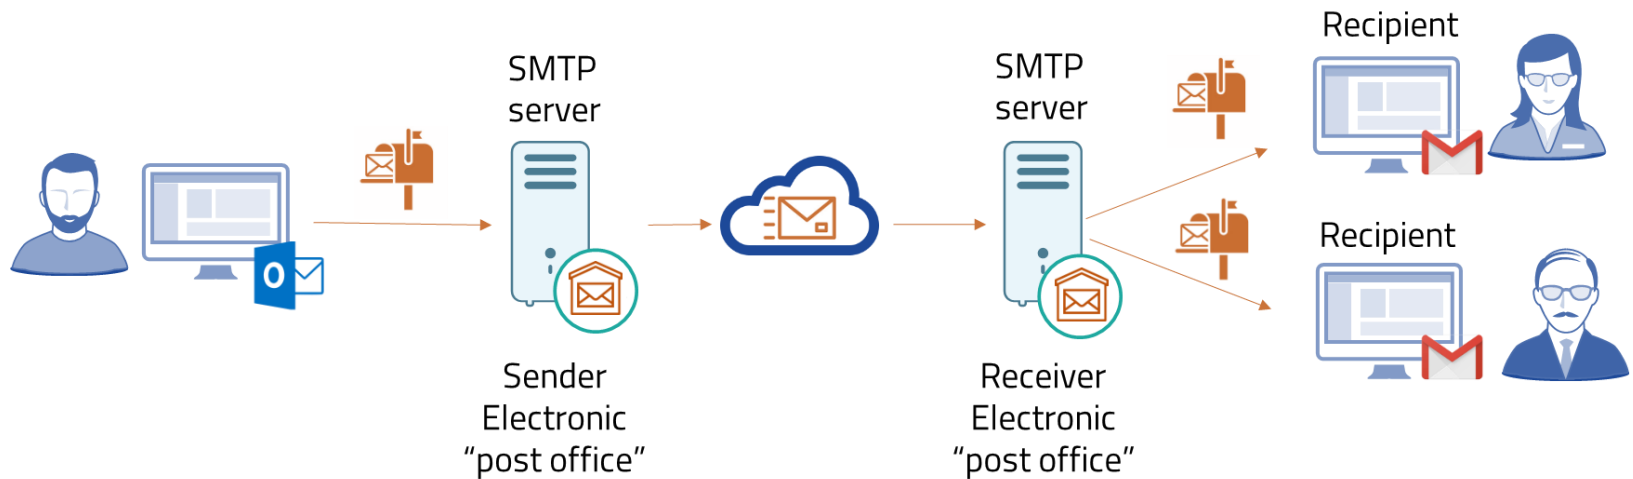 SMTP
server
Sender
Electronic
“post office”
SMTP
server
Receiver
Electronic
“post office”
Recipient
Recipient
O